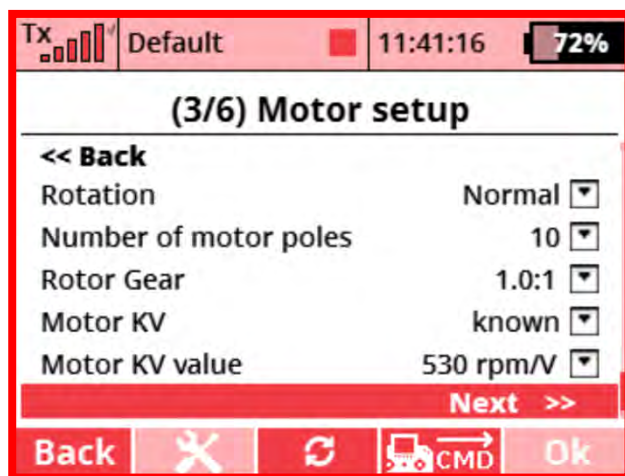 Tx Default 11:41:16 72%
(3/6) Motor setup
<< Back
Rotation Normal
Number of motor poles 10
Rotor Gear 1.0:1
Motor KV known
Motor KV value 530 rpm/V
Next >>
Back CMD Ok